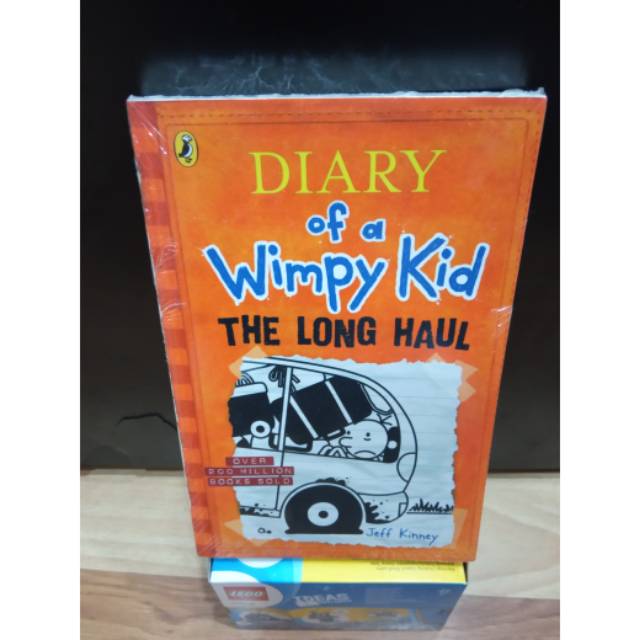 DIARY
of a
Wimpy Kid
THE LONG HAUL
OVER
200 MILLION
BOOKS SOLD
Jeff Kinney
LEGO
IDEAS